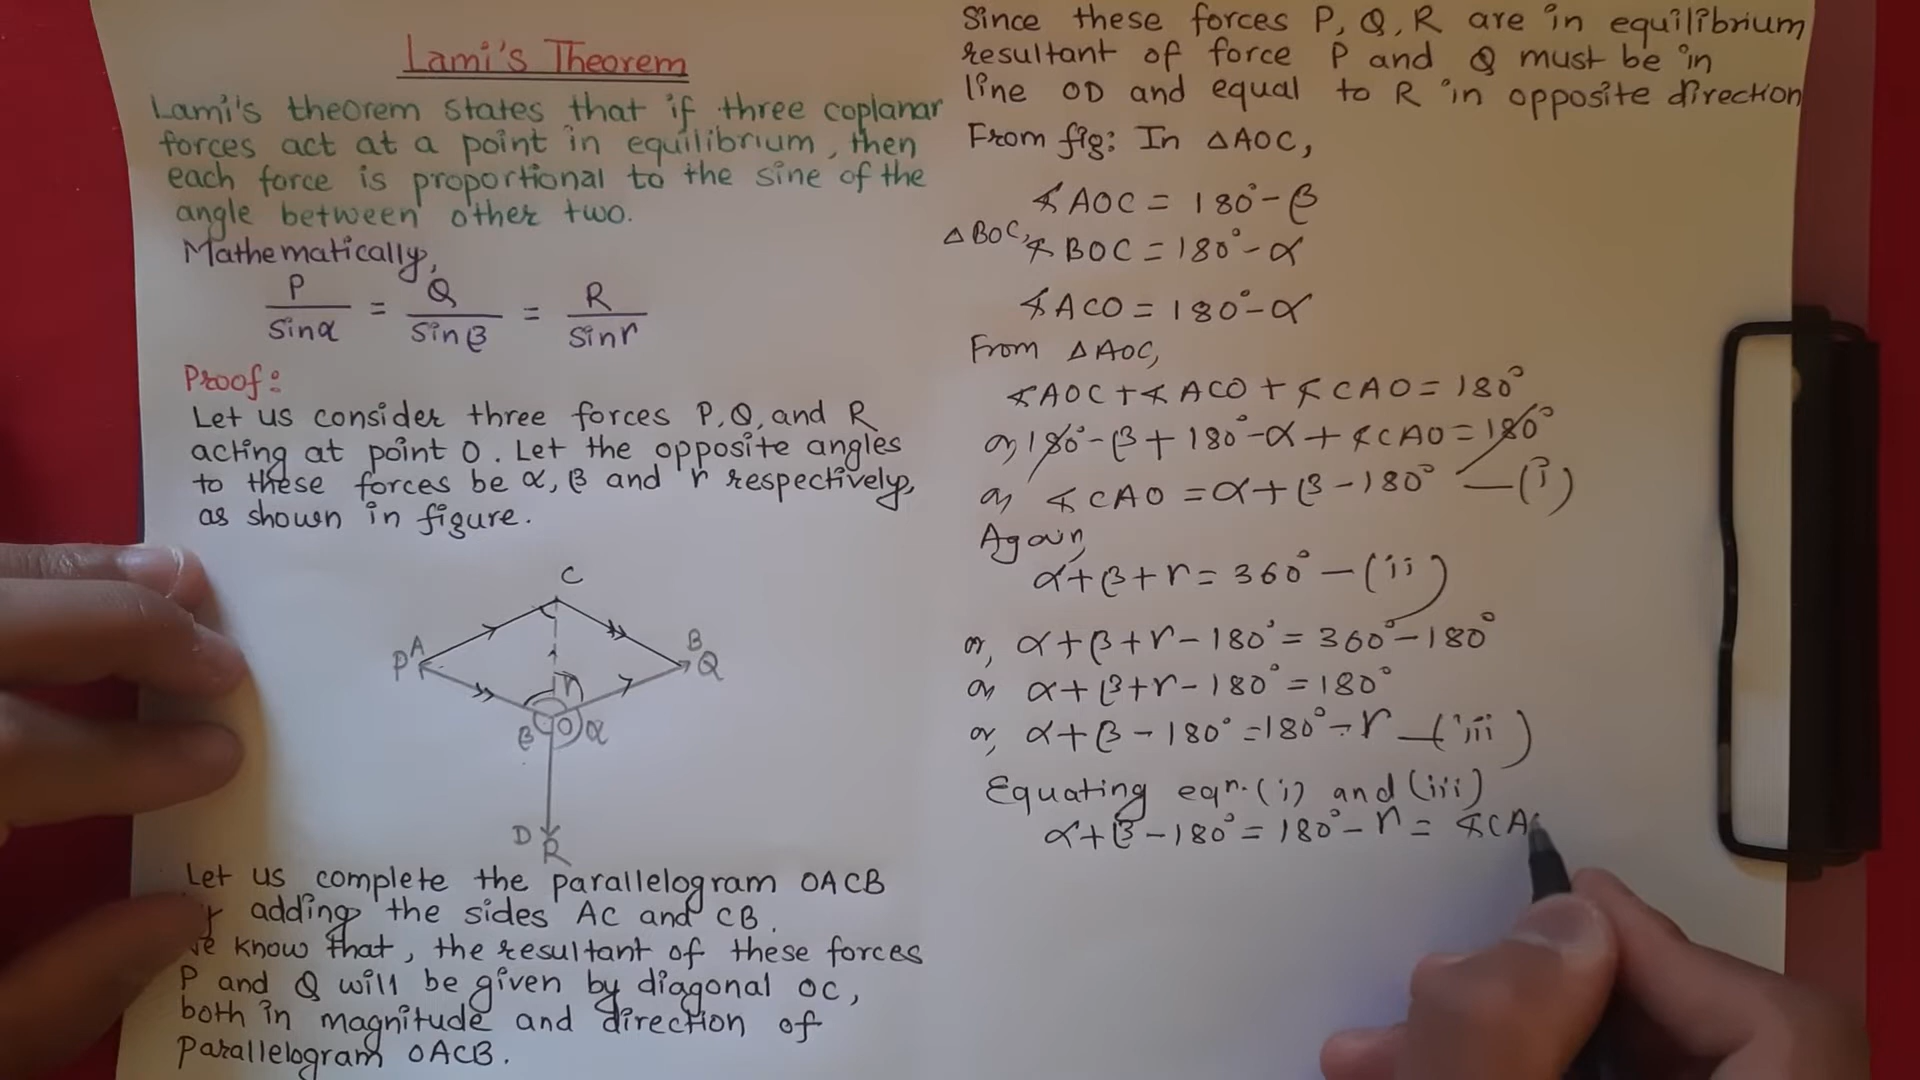 Lami's Theorem
Lami's theorem states that if three coplanar
forces act at a point in equilibrium, then
each force is proportional to the sine of the
angle between other two.
Mathematically,
P/sinα = Q/sinβ = R/sinr
Proof:
Let us consider three forces P, Q, and R
acting at point O. Let the opposite angles
to these forces be α, β and r respectively,
as shown in figure.
C
P A
B
Q
r
β O α
D
R
Let us complete the parallelogram OACB
adding the sides AC and CB.
know that, the resultant of these forces
P and Q will be given by diagonal OC,
both in magnitude and direction of
parallelogram OACB.
Since these forces P, Q, R are in equilibrium
resultant of force P and Q must be in
line OD and equal to R in opposite direction
From fig: In △AOC,
∡AOC = 180° - β
△BOC, ∡BOC = 180° - α
∡ACO = 180° - α
From △AOC,
∡AOC + ∡ACO + ∡CAO = 180°
or, 180° - β + 180° - α + ∡CAO = 180°
or, ∡CAO = α + β - 180° — (i)
Again,
α + β + r = 360° — (ii)
or, α + β + r - 180° = 360° - 180°
or, α + β + r - 180° = 180°
or, α + β - 180° = 180° - r — (iii)
Equating eqn. (i) and (iii)
α + β - 180° = 180° - r = ∡CA